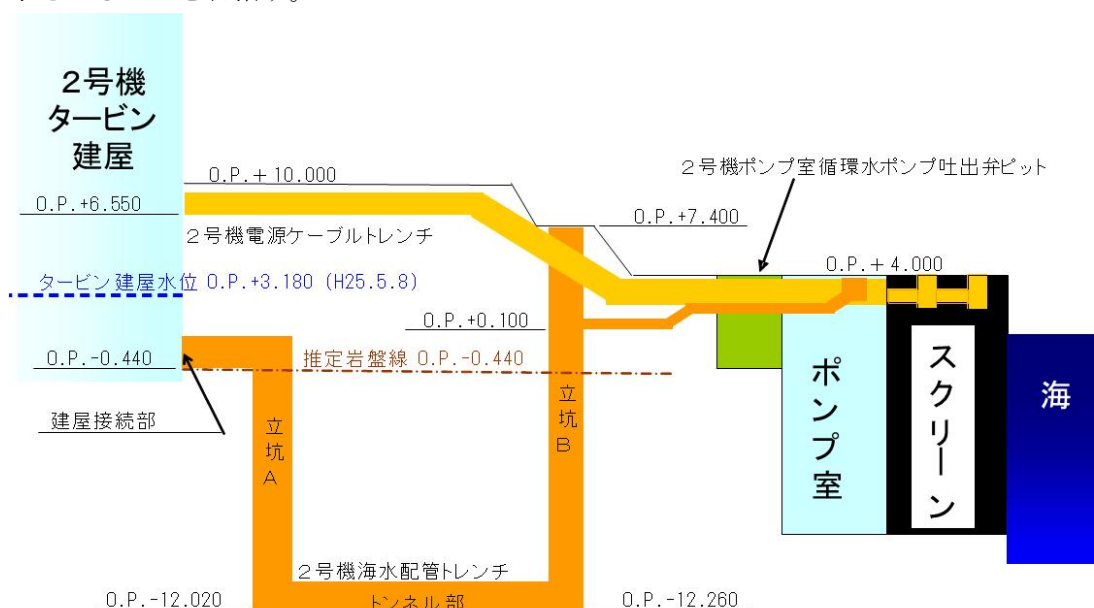 2号機
タービン
建屋
O.P.+10.000
2号機ポンプ室循環水ポンプ吐出弁ピット
O.P.+6.550
O.P.+7.400
2号機電源ケーブルトレンチ
O.P.+4.000
タービン建屋水位 O.P.+3.180 (H25.5.8)
O.P.+0.100
O.P.-0.440
推定岩盤線 O.P.-0.440
建屋接続部
立坑A
立坑B
ポンプ室
スクリーン
海
2号機海水配管トレンチ
O.P.-12.020
トンネル部
O.P.-12.260